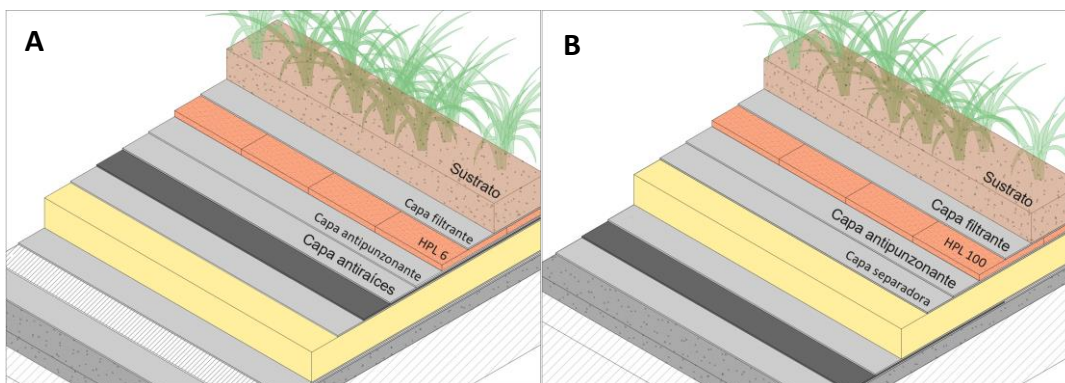 A
Sustrato
Capa filtrante
HPL 6
Capa antipunzonante
Capa antiraíces
B
Sustrato
Capa filtrante
HPL 100
Capa antipunzonante
Capa separadora